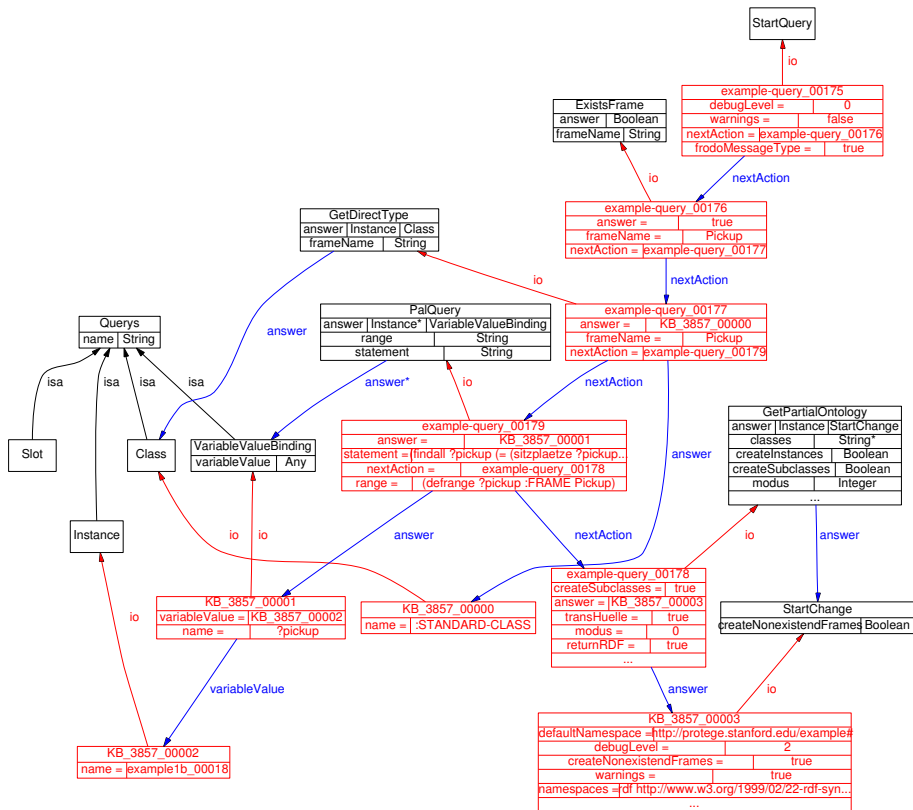 StartQuery
io
example-query_00175
debugLevel = 0
warnings = false
nextAction = example-query_00176
frodoMessageType = true
ExistsFrame
answer Boolean
frameName String
io
nextAction
example-query_00176
answer = true
frameName = Pickup
nextAction = example-query_00177
GetDirectType
answer Instance Class
frameName String
io
nextAction
PalQuery
answer Instance* VariableValueBinding
range String
statement String
example-query_00177
answer = KB_3857_00000
frameName = Pickup
nextAction = example-query_00179
Querys
name String
answer
isa
isa
isa
isa
answer*
io
nextAction
Slot
Class
VariableValueBinding
variableValue Any
example-query_00179
answer = KB_3857_00001
statement = (findall ?pickup (= (sitzplaetze ?pickup...
nextAction = example-query_00178
range = (defrange ?pickup :FRAME Pickup)
answer
GetPartialOntology
answer Instance StartChange
classes String*
createInstances Boolean
createSubclasses Boolean
modus Integer
...
Instance
io
io
answer
nextAction
io
answer
KB_3857_00001
variableValue = KB_3857_00002
name = ?pickup
KB_3857_00000
name = :STANDARD-CLASS
example-query_00178
createSubclasses = true
answer = KB_3857_00003
transHuelle = true
modus = 0
returnRDF = true
...
StartChange
createNonexistendFrames Boolean
io
variableValue
answer
io
KB_3857_00002
name = example1b_00018
KB_3857_00003
defaultNamespace = http://protege.stanford.edu/example#
debugLevel = 2
createNonexistendFrames = true
warnings = true
namespaces = rdf http://www.w3.org/1999/02/22-rdf-syn...
...